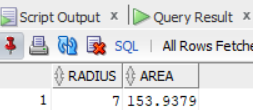 Script Output x Query Result x
SQL | All Rows Fetche
RADIUS AREA
1 7 153.9379